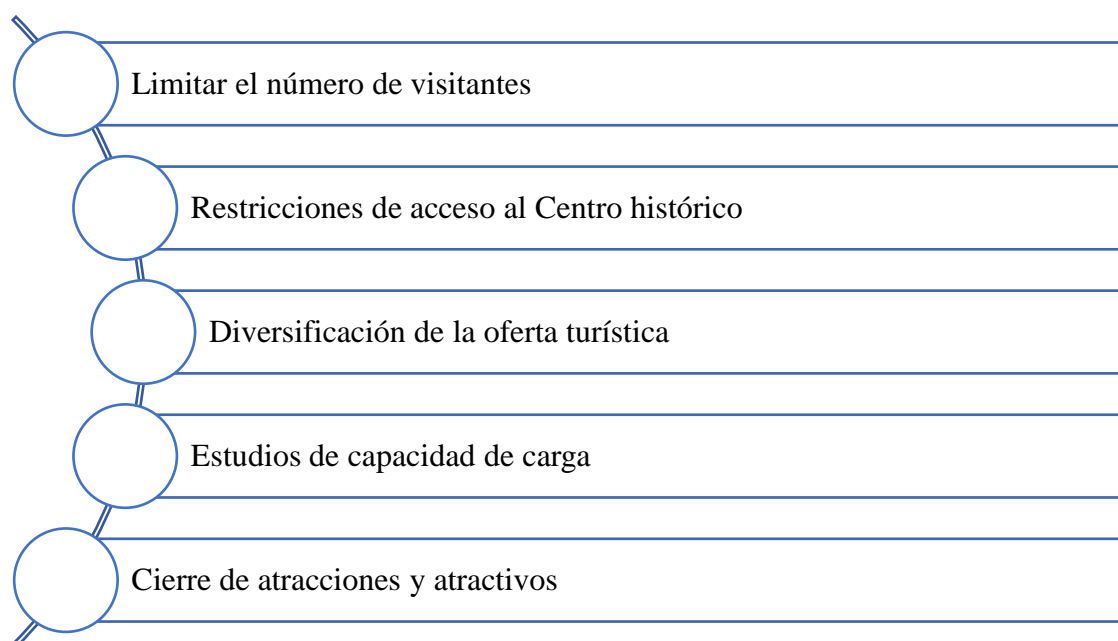 Limitar el número de visitantes
Restricciones de acceso al Centro histórico
Diversificación de la oferta turística
Estudios de capacidad de carga
Cierre de atracciones y atractivos